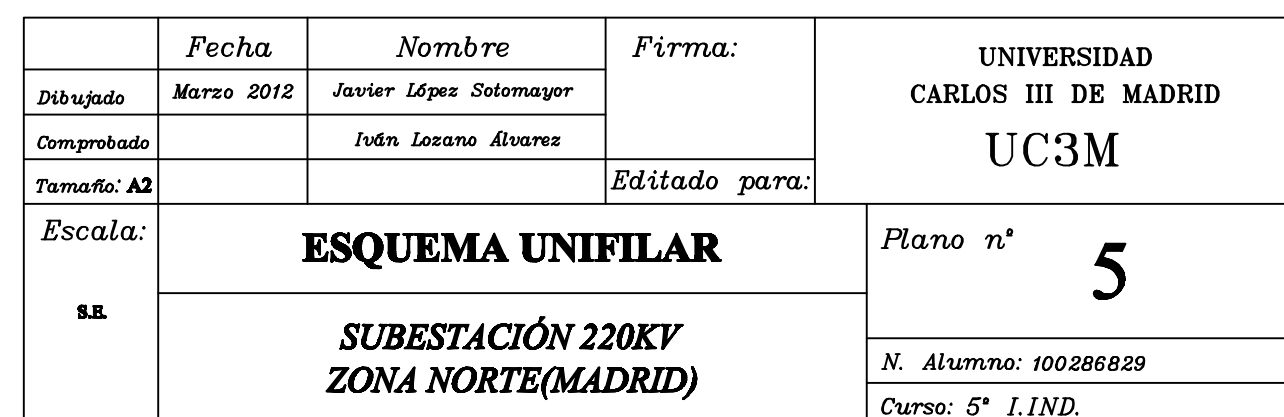 Fecha Nombre Firma:
Dibujado Marzo 2012 Javier López Sotomayor
Comprobado Iván Lozano Álvarez
Tamaño: A2 Editado para:
UNIVERSIDAD
CARLOS III DE MADRID
UC3M
Escala:
S.E.
ESQUEMA UNIFILAR
SUBESTACIÓN 220KV
ZONA NORTE(MADRID)
Plano nº
5
N. Alumno: 100286829
Curso: 5º I.IND.